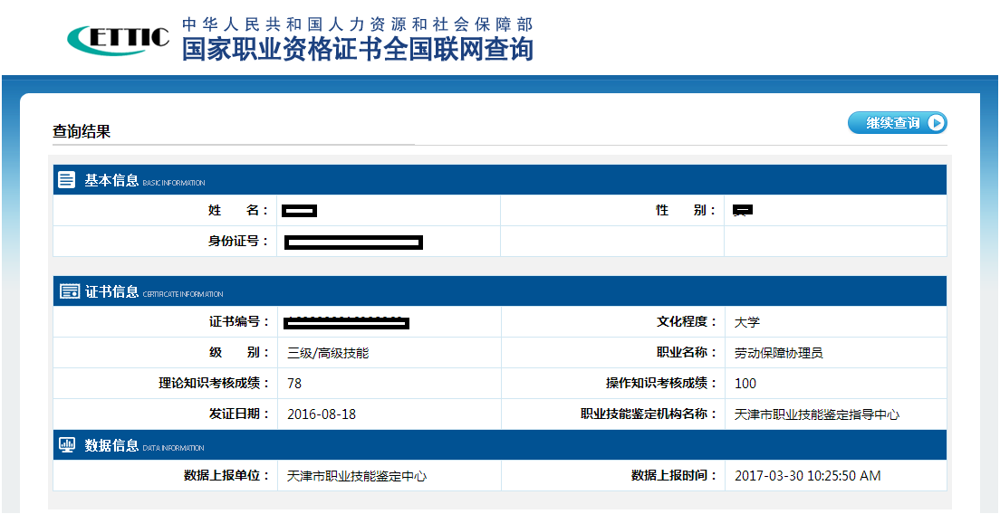 ETTIC
中华人民共和国人力资源和社会保障部
国家职业资格证书全国联网查询
查询结果
继续查询
基本信息 BASIC INFORMATION
姓 名：
性 别：
身份证号：
证书信息 CERTIFICATE INFORMATION
证书编号：
文化程度： 大学
级 别： 三级/高级技能
职业名称： 劳动保障协理员
理论知识考核成绩： 78
操作知识考核成绩： 100
发证日期： 2016-08-18
职业技能鉴定机构名称： 天津市职业技能鉴定指导中心
数据信息 DATA INFORMATION
数据上报单位： 天津市职业技能鉴定中心
数据上报时间： 2017-03-30 10:25:50 AM